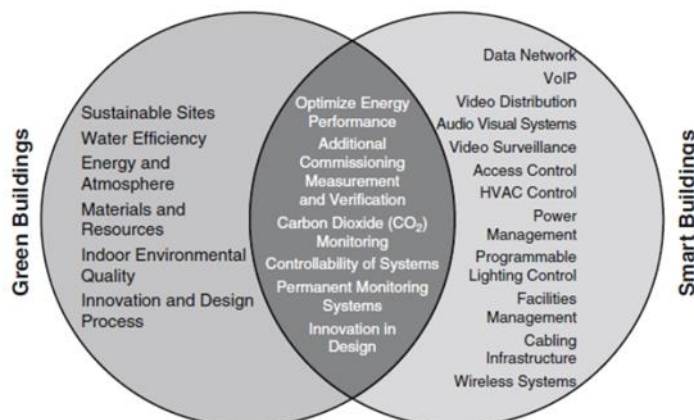 Green Buildings
Sustainable Sites
Water Efficiency
Energy and
Atmosphere
Materials and
Resources
Indoor Environmental
Quality
Innovation and Design
Process
Optimize Energy
Performance
Additional
Commissioning
Measurement
and Verification
Carbon Dioxide (CO₂)
Monitoring
Controllability of Systems
Permanent Monitoring
Systems
Innovation in
Design
Data Network
VoIP
Video Distribution
Audio Visual Systems
Video Surveillance
Access Control
HVAC Control
Power
Management
Programmable
Lighting Control
Facilities
Management
Cabling
Infrastructure
Wireless Systems
Smart Buildings